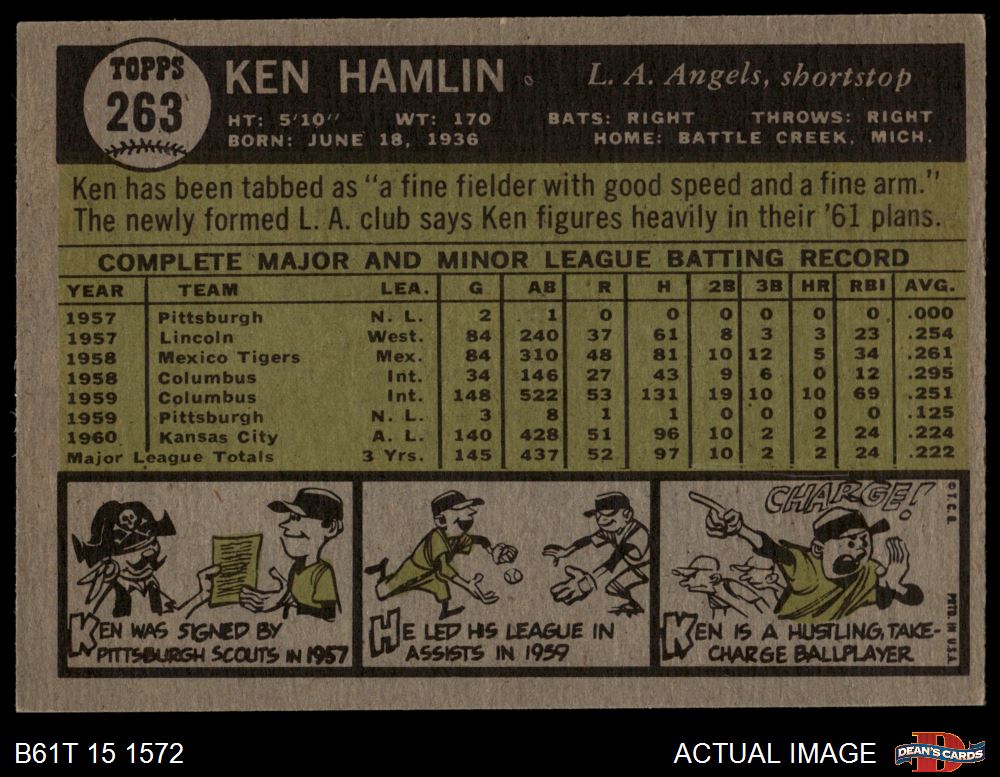 TOPPS
263
KEN HAMLIN
L. A. Angels, shortstop
HT: 5'10" WT: 170 BATS: RIGHT THROWS: RIGHT
BORN: JUNE 18, 1936 HOME: BATTLE CREEK, MICH.
Ken has been tabbed as "a fine fielder with good speed and a fine arm."
The newly formed L. A. club says Ken figures heavily in their '61 plans.
COMPLETE MAJOR AND MINOR LEAGUE BATTING RECORD
YEAR TEAM LEA. G AB R H 2B 3B HR RBI AVG.
1957 Pittsburgh N. L. 2 1 0 0 0 0 0 0 .000
1957 Lincoln West. 84 240 37 61 8 3 3 23 .254
1958 Mexico Tigers Mex. 84 310 48 81 10 12 5 34 .261
1958 Columbus Int. 34 146 27 43 9 6 0 12 .295
1959 Columbus Int. 148 522 53 131 19 10 10 69 .251
1959 Pittsburgh N. L. 3 8 1 1 0 0 0 0 .125
1960 Kansas City A. L. 140 428 51 96 10 2 2 24 .224
Major League Totals 3 Yrs. 145 437 52 97 10 2 2 24 .222
KEN WAS SIGNED BY
PITTSBURGH SCOUTS IN 1957
HE LED HIS LEAGUE IN
ASSISTS IN 1959
CHARGE!
KEN IS A HUSTLING, TAKE-
CHARGE BALLPLAYER
© T. C. G.
PRTD IN U.S.A.
B61T 15 1572
ACTUAL IMAGE
DEAN'S CARDS